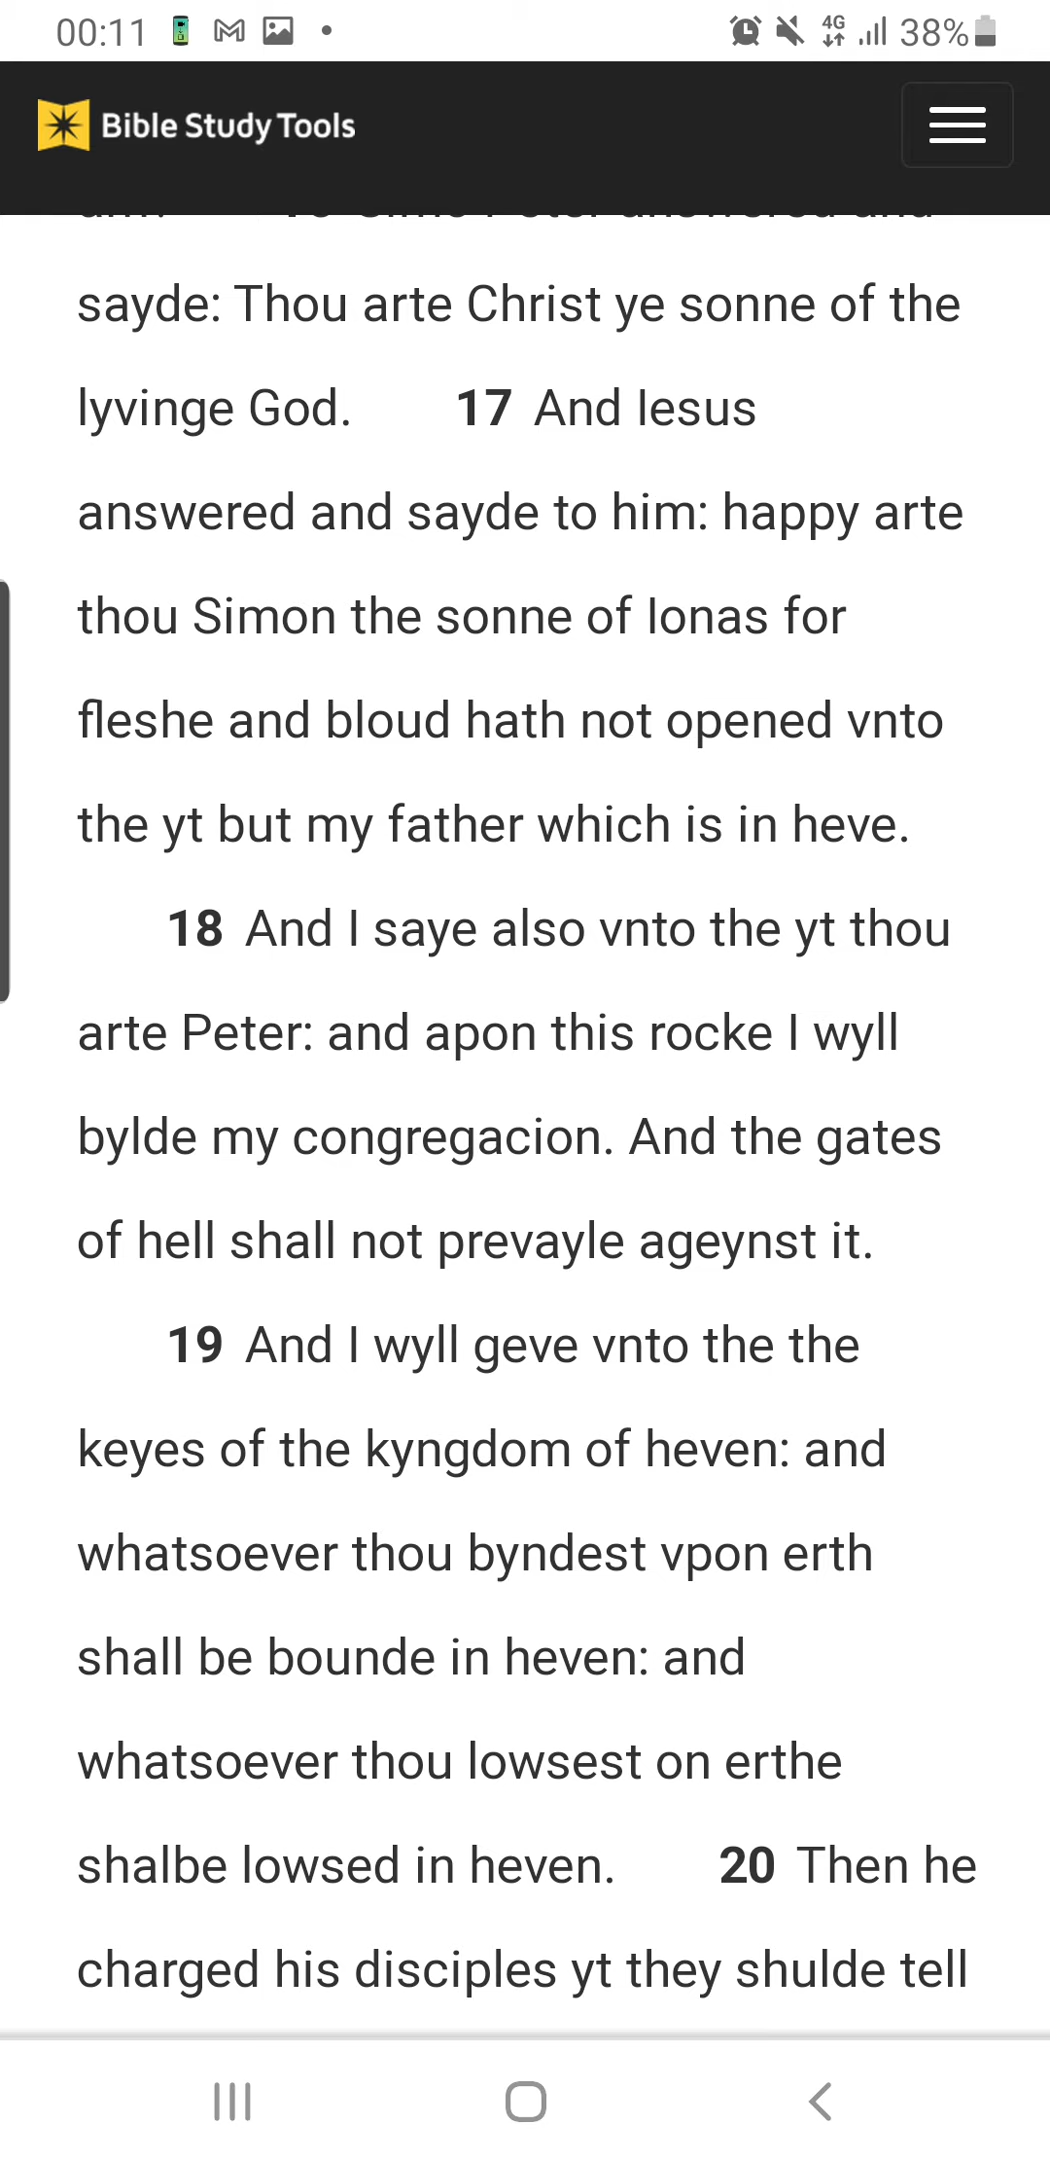 00:11
4G
38%
Bible Study Tools
sayde: Thou arte Christ ye sonne of the
lyvinge God. 17 And Iesus
answered and sayde to him: happy arte
thou Simon the sonne of Ionas for
fleshe and bloud hath not opened vnto
the yt but my father which is in heve.
18 And I saye also vnto the yt thou
arte Peter: and apon this rocke I wyll
bylde my congregacion. And the gates
of hell shall not prevayle ageynst it.
19 And I wyll geve vnto the the
keyes of the kyngdom of heven: and
whatsoever thou byndest vpon erth
shall be bounde in heven: and
whatsoever thou lowsest on erthe
shalbe lowsed in heven. 20 Then he
charged his disciples yt they shulde tell